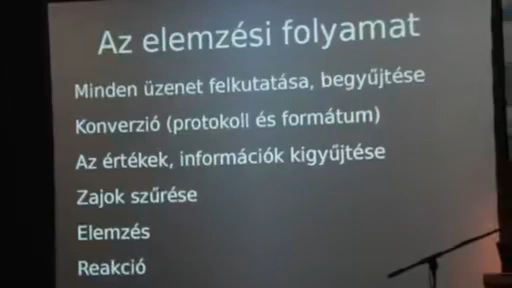 Az elemzési folyamat
Minden üzenet felkutatása, begyűjtése
Konverzió (protokoll és formátum)
Az értékek, információk kigyűjtése
Zajok szűrése
Elemzés
Reakció